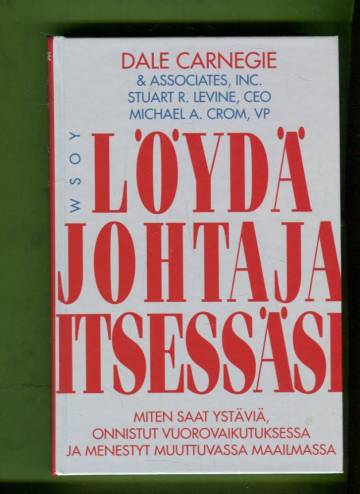 DALE CARNEGIE
& ASSOCIATES, INC.
STUART R. LEVINE, CEO
MICHAEL A. CROM, VP
WSOY
LÖYDÄ
JOHTAJA
ITSESSÄSI
MITEN SAAT YSTÄVIÄ,
ONNISTUT VUOROVAIKUTUKSESSA
JA MENESTYT MUUTTUVASSA MAAILMASSA